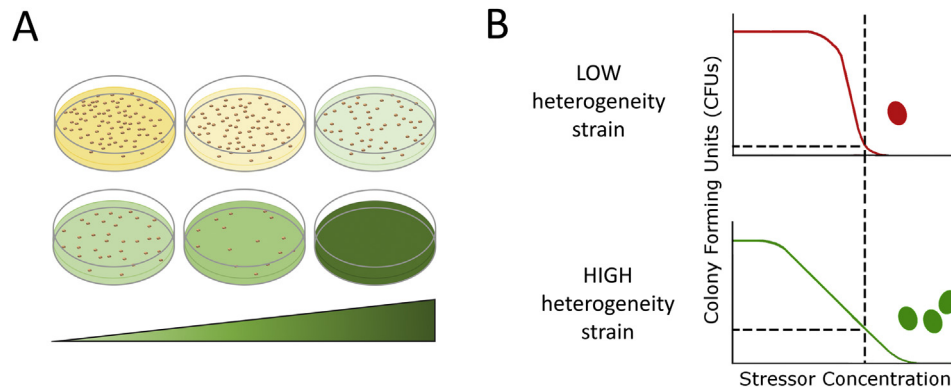 A
B
LOW
heterogeneity
strain
HIGH
heterogeneity
strain
Colony Forming Units (CFUs)
Stressor Concentration